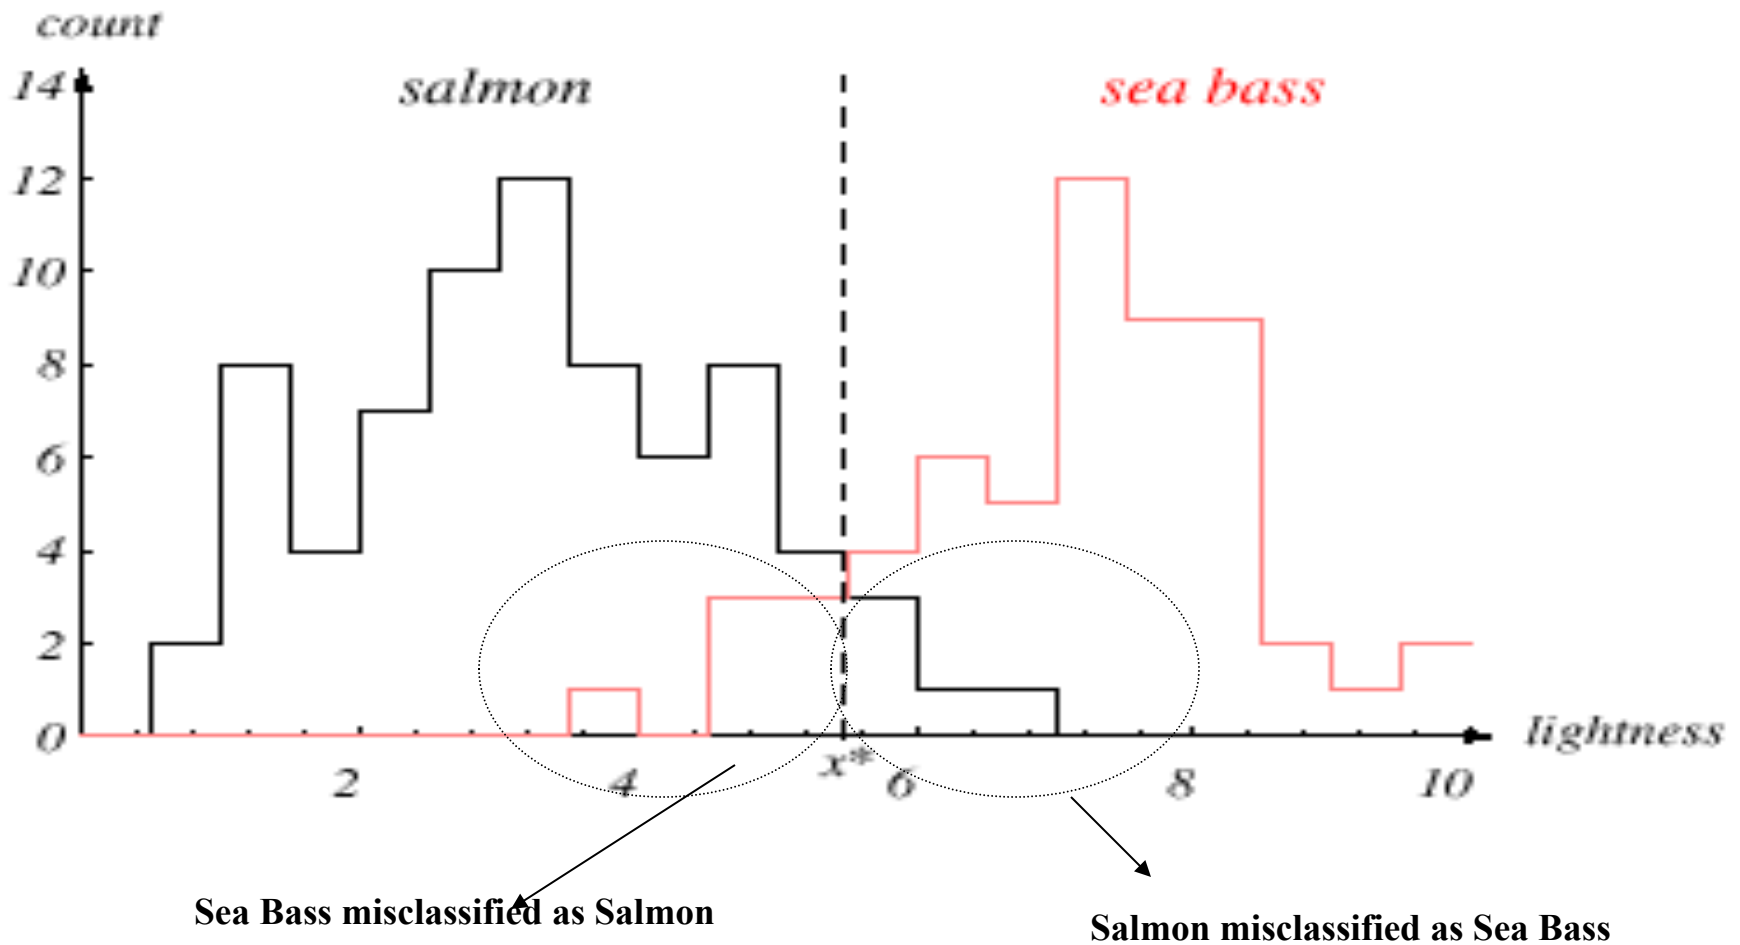 count
14
salmon
sea bass
12
10
8
6
4
2
0
lightness
x*
2
4
6
8
10
Sea Bass misclassified as Salmon
Salmon misclassified as Sea Bass